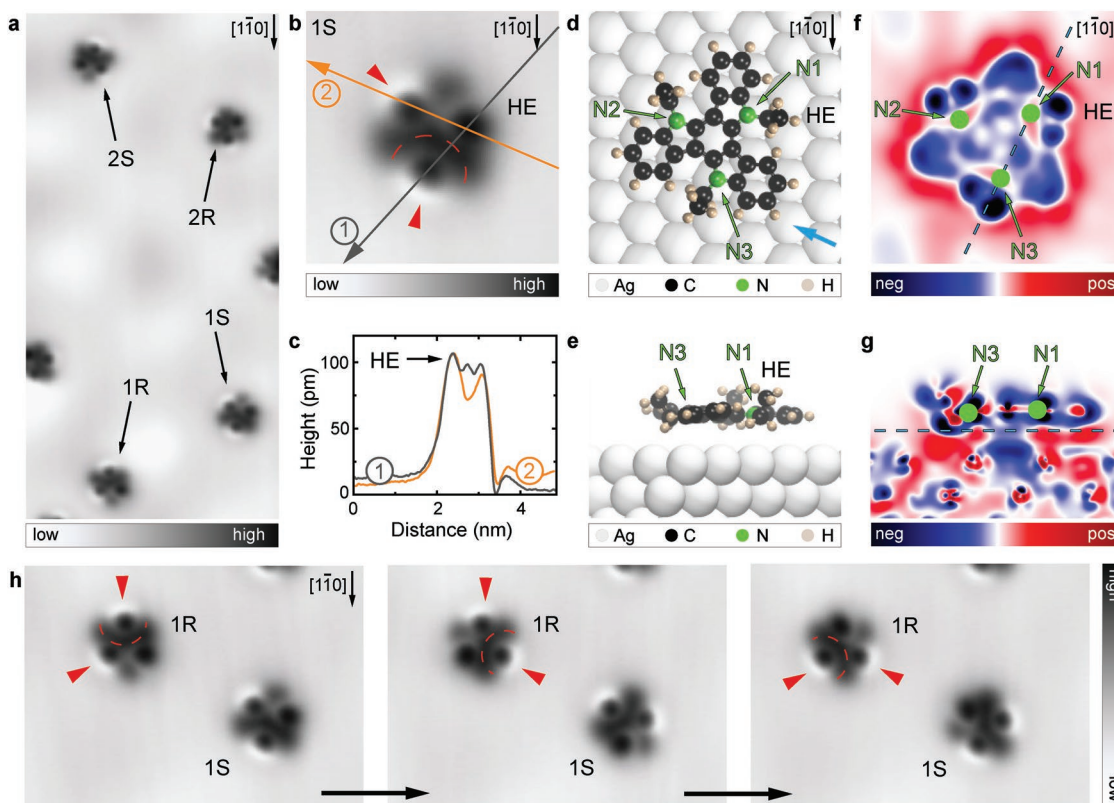 a
[11̅0]
2S
2R
1S
1R
low high
b 1S
[11̅0]
2
HE
1
low high
c
HE
Height (pm)
100
50
0
1
2
0 2 4
Distance (nm)
d
[11̅0]
N1
N2
HE
N3
Ag C N H
e
N3 N1 HE
Ag C N H
f
[11̅0]
N1
N2
HE
N3
neg pos
g
N3 N1
neg pos
h
[11̅0]
1R
1S
1R
1S
1R
1S
high
low